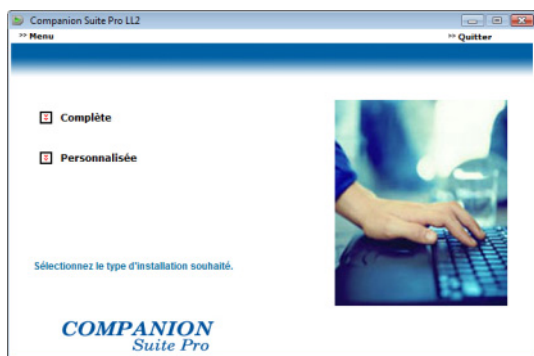 Companion Suite Pro LL2
>> Menu
>> Quitter
Complète
Personnalisée
Sélectionnez le type d'installation souhaité.
COMPANION
Suite Pro